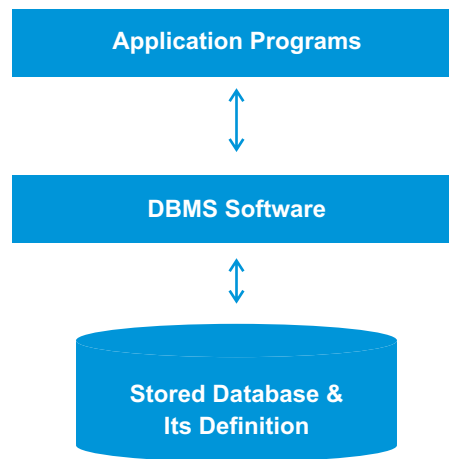 Application Programs
DBMS Software
Stored Database &
Its Definition